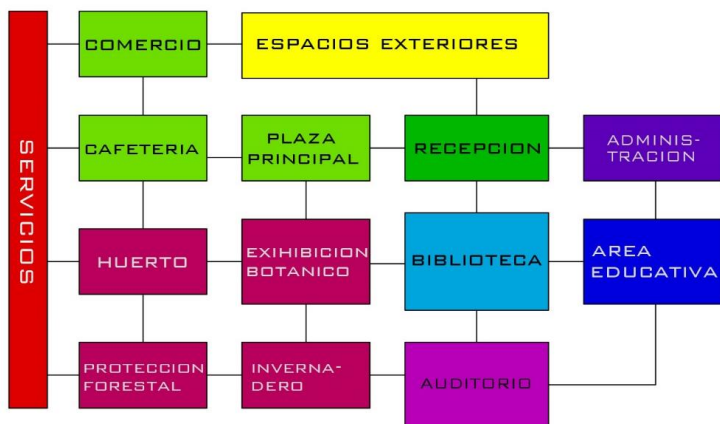 SERVICIOS
COMERCIO
ESPACIOS EXTERIORES
CAFETERIA
PLAZA
PRINCIPAL
RECEPCION
ADMINIS-
TRACION
HUERTO
EXIHIBICION
BOTANICO
BIBLIOTECA
AREA
EDUCATIVA
PROTECCION
FORESTAL
INVERNA-
DERO
AUDITORIO